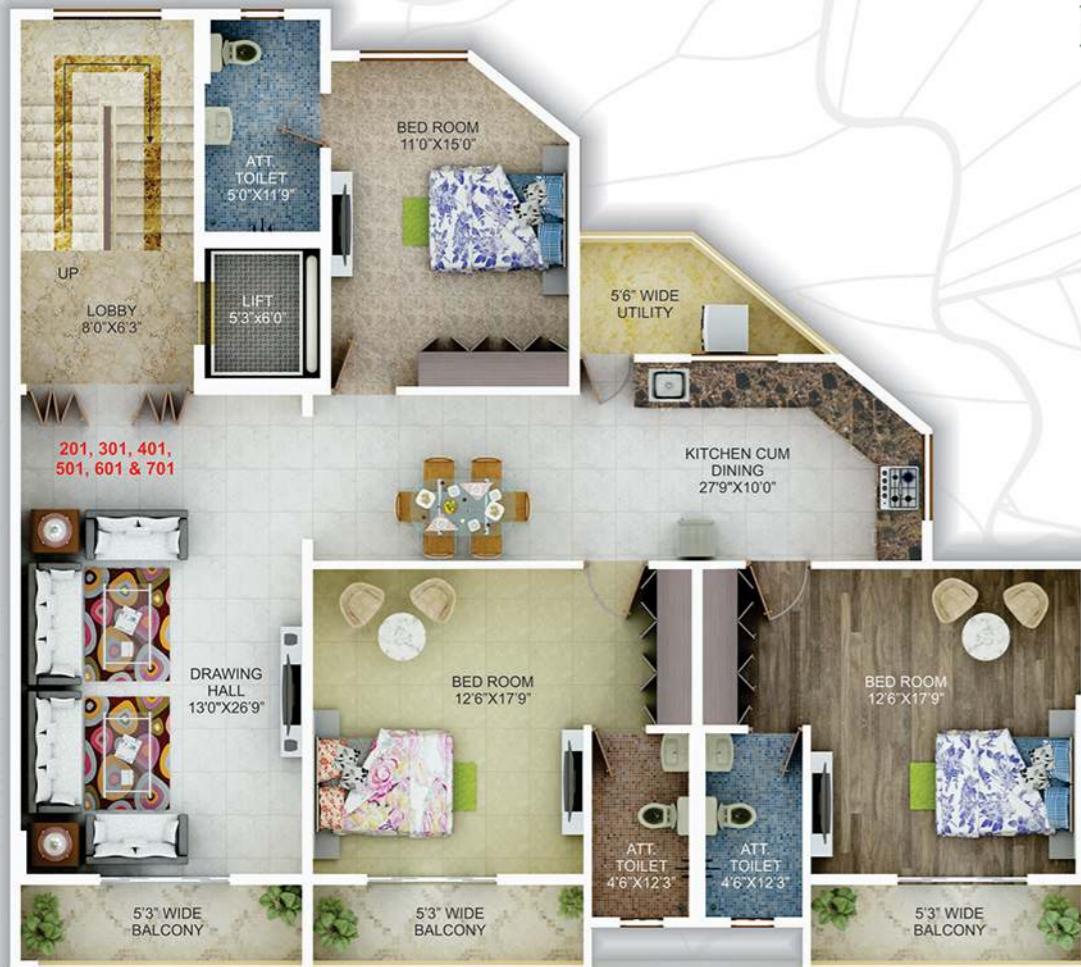 BED ROOM
11'0"X15'0"
ATT.
TOILET
5'0"X11'9"
UP
LOBBY
8'0"X6'3"
LIFT
5'3"x6'0"
5'6" WIDE
UTILITY
201, 301, 401,
501, 601 & 701
KITCHEN CUM
DINING
27'9"X10'0"
DRAWING
HALL
13'0"X26'9"
BED ROOM
12'6"X17'9"
BED ROOM
12'6"X17'9"
ATT.
TOILET
4'6"X12'3"
ATT.
TOILET
4'6"X12'3"
5'3" WIDE
BALCONY
5'3" WIDE
BALCONY
5'3" WIDE
BALCONY